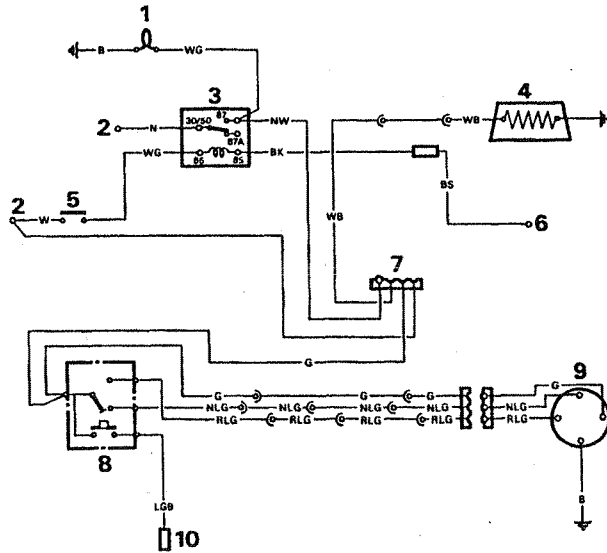 1
B WG
3
4
2 N 30/50 87 NW WB
87A
WG 86 85 BK
5
BS
2 W
WB
6
7
G
9
G G G G
NLG NLG NLG NLG NLG
RLG RLG RLG RLG RLG
8
B
LGB
10